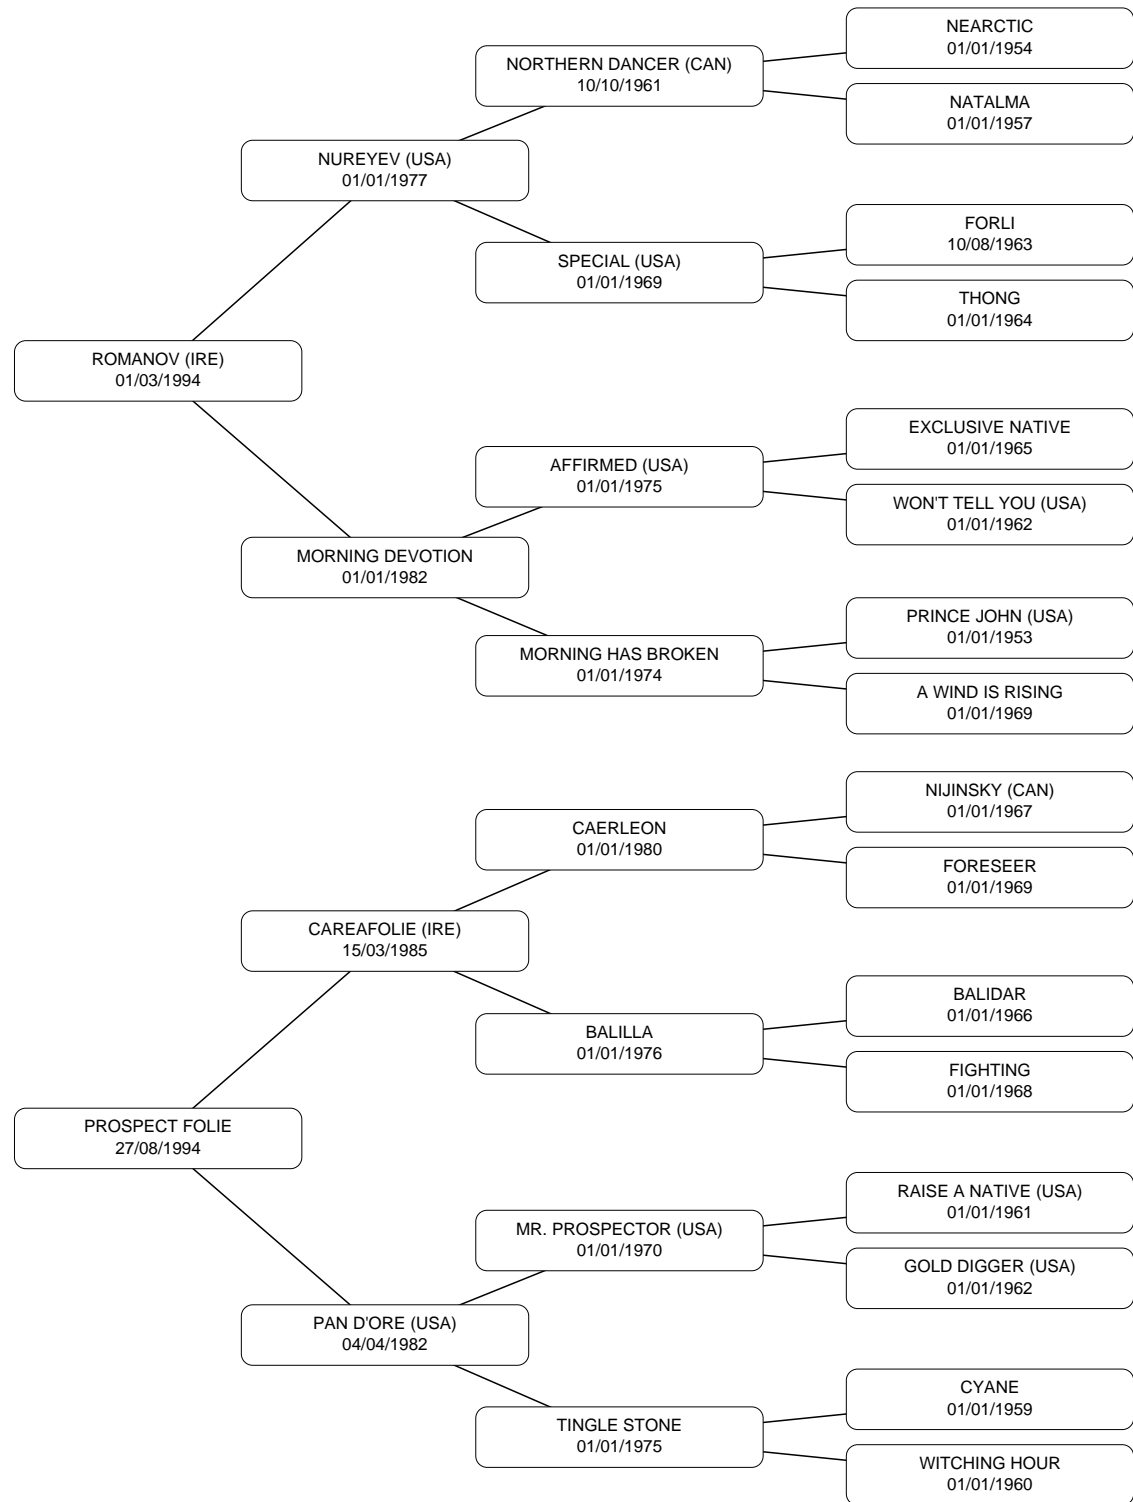 NEARCTIC
01/01/1954
NORTHERN DANCER (CAN)
10/10/1961
NATALMA
01/01/1957
NUREYEV (USA)
01/01/1977
FORLI
10/08/1963
SPECIAL (USA)
01/01/1969
THONG
01/01/1964
ROMANOV (IRE)
01/03/1994
EXCLUSIVE NATIVE
01/01/1965
AFFIRMED (USA)
01/01/1975
WON'T TELL YOU (USA)
01/01/1962
MORNING DEVOTION
01/01/1982
PRINCE JOHN (USA)
01/01/1953
MORNING HAS BROKEN
01/01/1974
A WIND IS RISING
01/01/1969
NIJINSKY (CAN)
01/01/1967
CAERLEON
01/01/1980
FORESEER
01/01/1969
CAREAFOLIE (IRE)
15/03/1985
BALIDAR
01/01/1966
BALILLA
01/01/1976
FIGHTING
01/01/1968
PROSPECT FOLIE
27/08/1994
RAISE A NATIVE (USA)
01/01/1961
MR. PROSPECTOR (USA)
01/01/1970
GOLD DIGGER (USA)
01/01/1962
PAN D'ORE (USA)
04/04/1982
CYANE
01/01/1959
TINGLE STONE
01/01/1975
WITCHING HOUR
01/01/1960